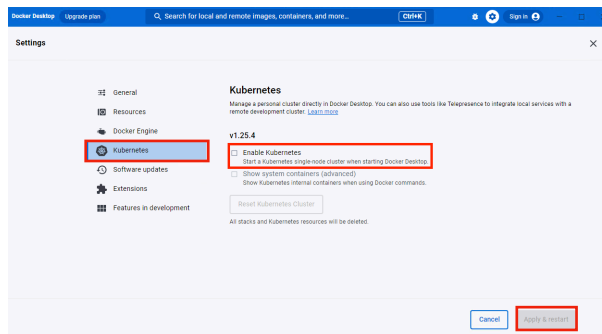 Docker Desktop Upgrade plan Search for local and remote images, containers, and more... Ctrl+K Sign in
Settings
General
Resources
Docker Engine
Kubernetes
Software updates
Extensions
Features in development
Kubernetes
Manage a personal cluster directly in Docker Desktop. You can also use tools like Telepresence to integrate local services with a
remote development cluster. Learn more
v1.25.4
Enable Kubernetes
Start a Kubernetes single-node cluster when starting Docker Desktop.
Show system containers (advanced)
Show Kubernetes internal containers when using Docker commands.
Reset Kubernetes Cluster
All stacks and Kubernetes resources will be deleted.
Cancel Apply & restart